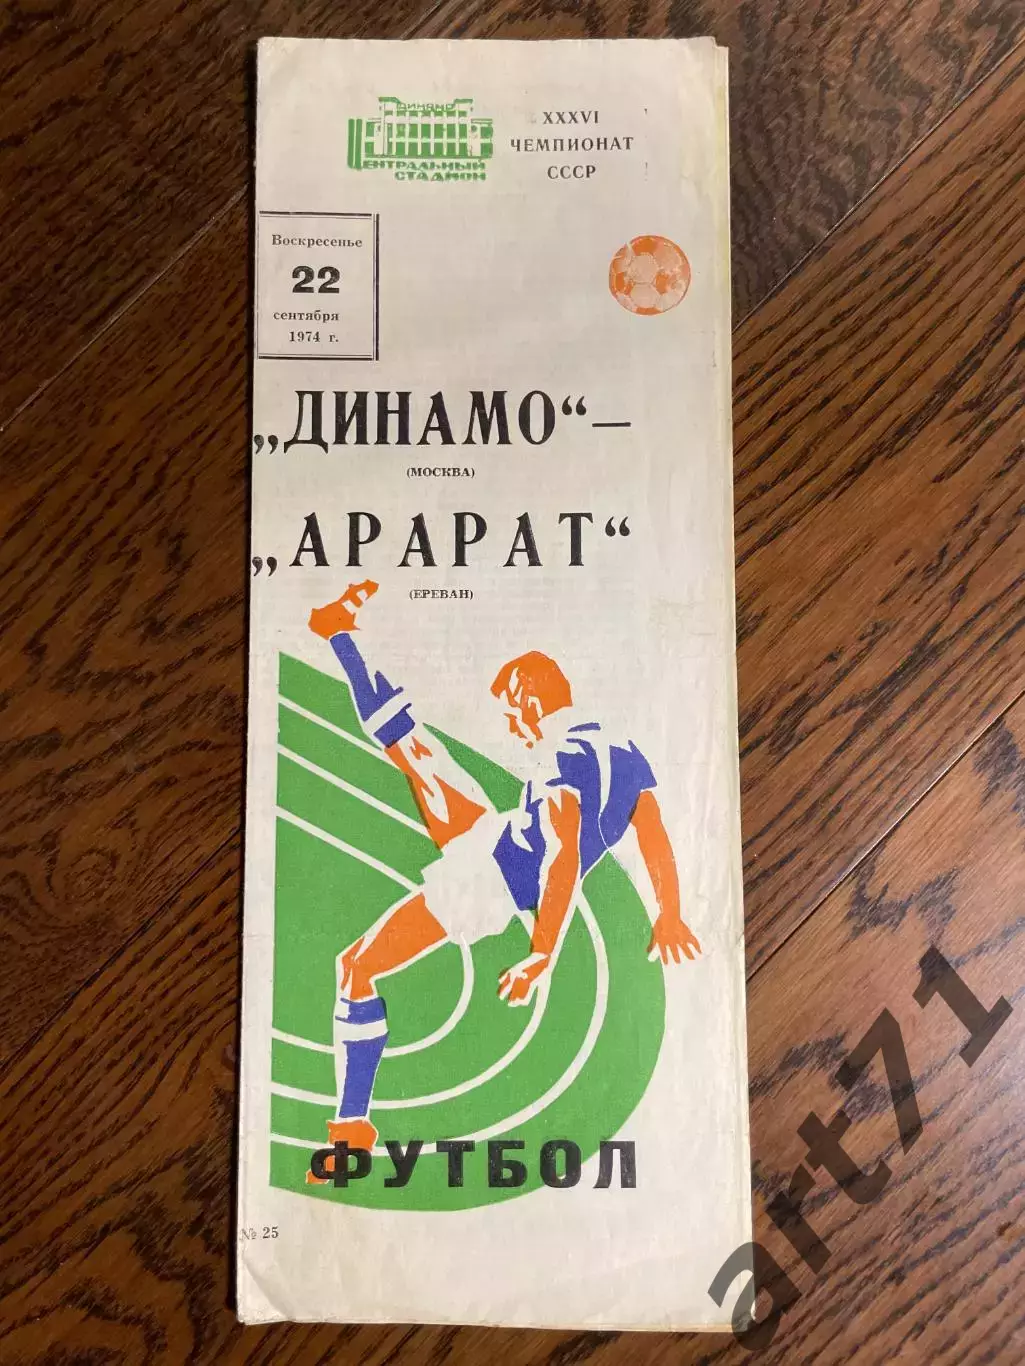 ДИНАМО
ЦЕНТРАЛЬНЫЙ
СТАДИОН
XXXVI
ЧЕМПИОНАТ
СССР
Воскресенье
22
сентября
1974 г.
„ДИНАМО“ —
(МОСКВА)
„АРАРАТ“
(ЕРЕВАН)
ФУТБОЛ
№ 25
art71